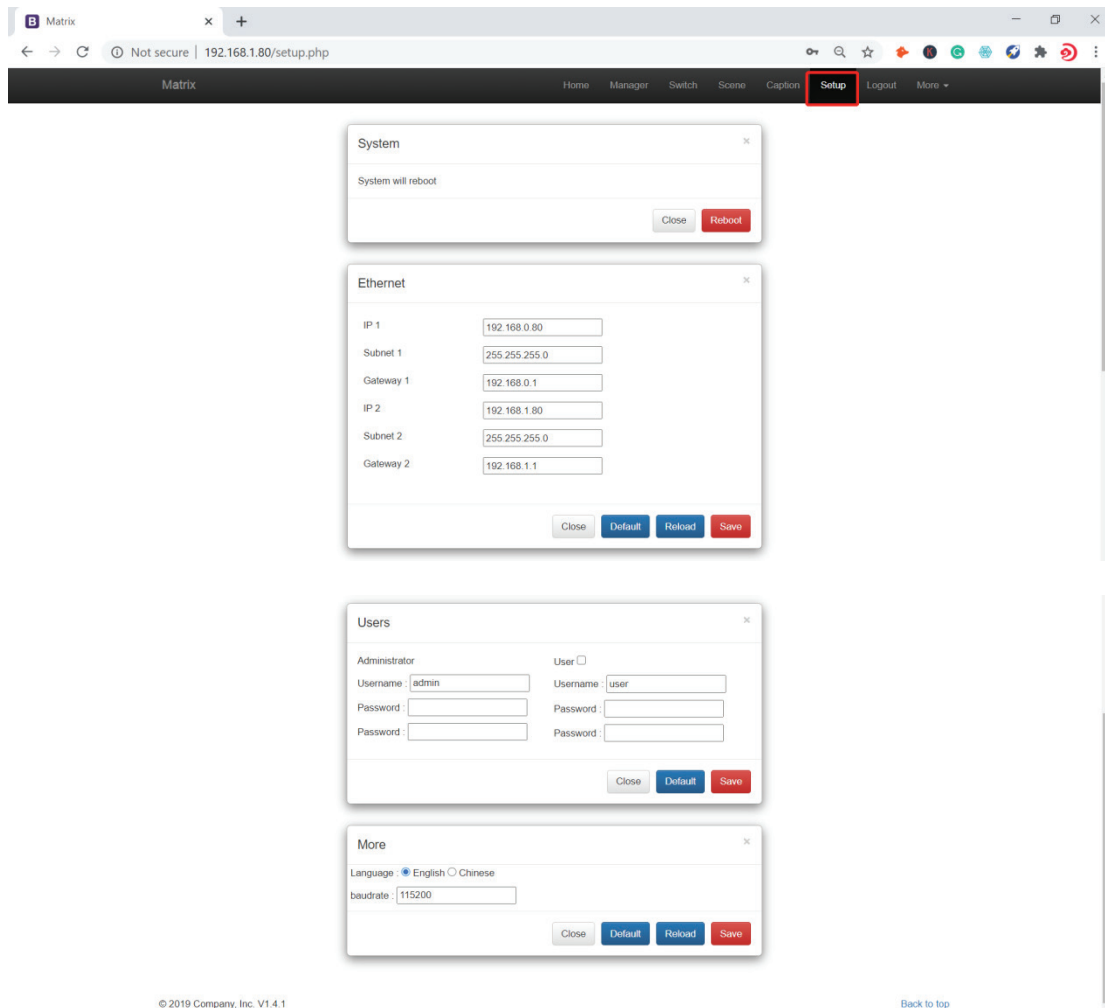 B Matrix
Not secure | 192.168.1.80/setup.php
Matrix Home Manager Switch Scene Caption Setup Logout More
System
System will reboot
Close Reboot
Ethernet
IP 1 192.168.0.80
Subnet 1 255.255.255.0
Gateway 1 192.168.0.1
IP 2 192.168.1.80
Subnet 2 255.255.255.0
Gateway 2 192.168.1.1
Close Default Reload Save
Users
Administrator User
Username : admin Username : user
Password : Password :
Password : Password :
Close Default Save
More
Language : English Chinese
baudrate : 115200
Close Default Reload Save
© 2019 Company, Inc. V1.4.1 Back to top